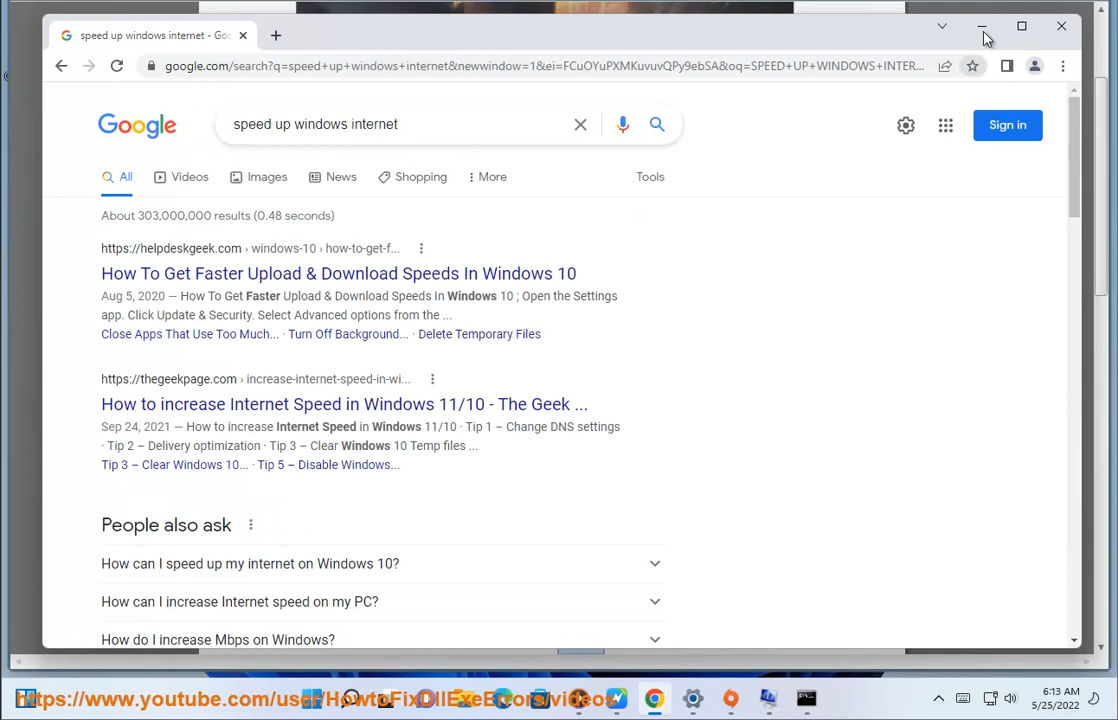 speed up windows internet - Goo
google.com/search?q=speed+up+windows+internet&newwindow=1&ei=FCuOYuPXMKuvuvQPy9ebSA&oq=SPEED+UP+WINDOWS+INTER...
Google
speed up windows internet
Sign in
All Videos Images News Shopping More Tools
About 303,000,000 results (0.48 seconds)
https://helpdeskgeek.com › windows-10 › how-to-get-f...
How To Get Faster Upload & Download Speeds In Windows 10
Aug 5, 2020 — How To Get Faster Upload & Download Speeds In Windows 10 ; Open the Settings
app. Click Update & Security. Select Advanced options from the ...
Close Apps That Use Too Much... · Turn Off Background... · Delete Temporary Files
https://thegeekpage.com › increase-internet-speed-in-wi...
How to increase Internet Speed in Windows 11/10 - The Geek ...
Sep 24, 2021 — How to increase Internet Speed in Windows 11/10 · Tip 1 – Change DNS settings
· Tip 2 – Delivery optimization · Tip 3 – Clear Windows 10 Temp files ...
Tip 3 – Clear Windows 10... · Tip 5 – Disable Windows...
People also ask
How can I speed up my internet on Windows 10?
How can I increase Internet speed on my PC?
How do I increase Mbps on Windows?
https://www.youtube.com/user/HowtoFixDllExeErrors/videos
6:13 AM
5/25/2022